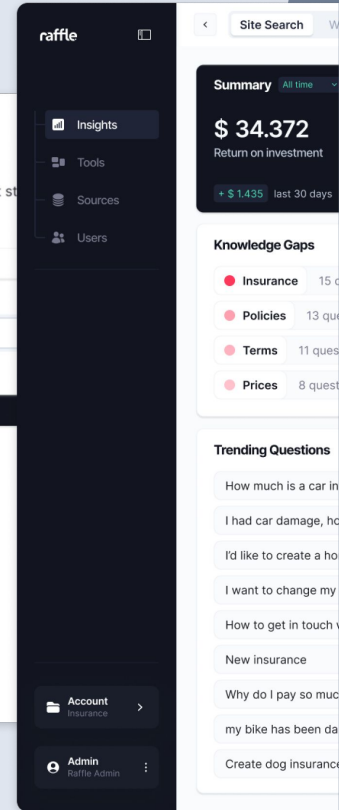 raffle
Site Search W
Insights
Tools
Sources
Users
Summary All time
$ 34.372
Return on investment
+ $ 1.435 last 30 days
Knowledge Gaps
Insurance 15
Policies 13
Terms 11
Prices 8
Trending Questions
How much is a car
I had car damage,
I'd like to create a
I want to change my
How to get in touch
New insurance
Why do I pay so
my bike has been
Create dog insurance
Account
Insurance
Admin
Raffle Admin